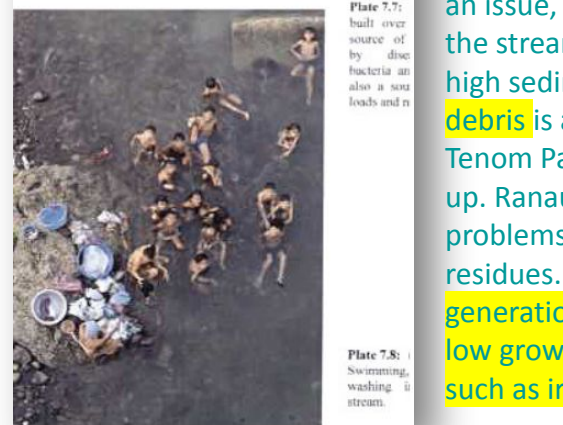 Plate 7.7:
built over
source of
by
bacteria an
also a sou
loads and n
Plate 7.8:
Swimming,
washing
stream.
an issue,
the strea
high sedi
debris is
Tenom Pa
up. Ranau
problems
residues.
generatio
low grow
such as